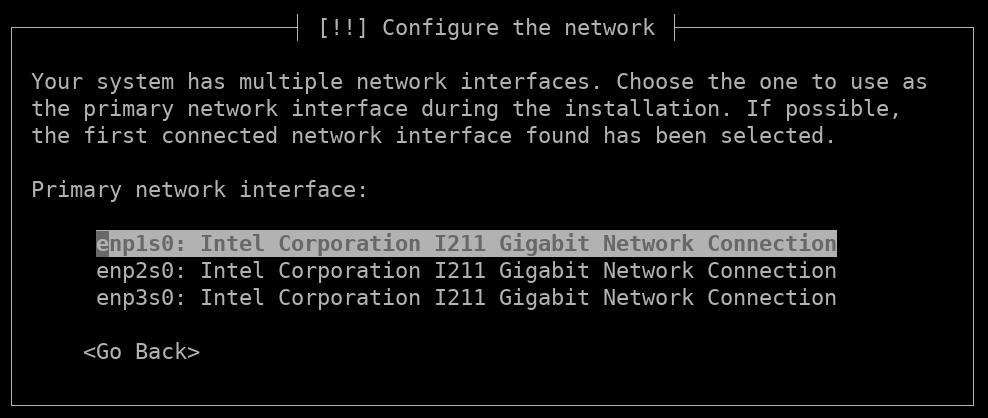 [!!] Configure the network
Your system has multiple network interfaces. Choose the one to use as
the primary network interface during the installation. If possible,
the first connected network interface found has been selected.
Primary network interface:
enp1s0: Intel Corporation I211 Gigabit Network Connection
enp2s0: Intel Corporation I211 Gigabit Network Connection
enp3s0: Intel Corporation I211 Gigabit Network Connection
<Go Back>